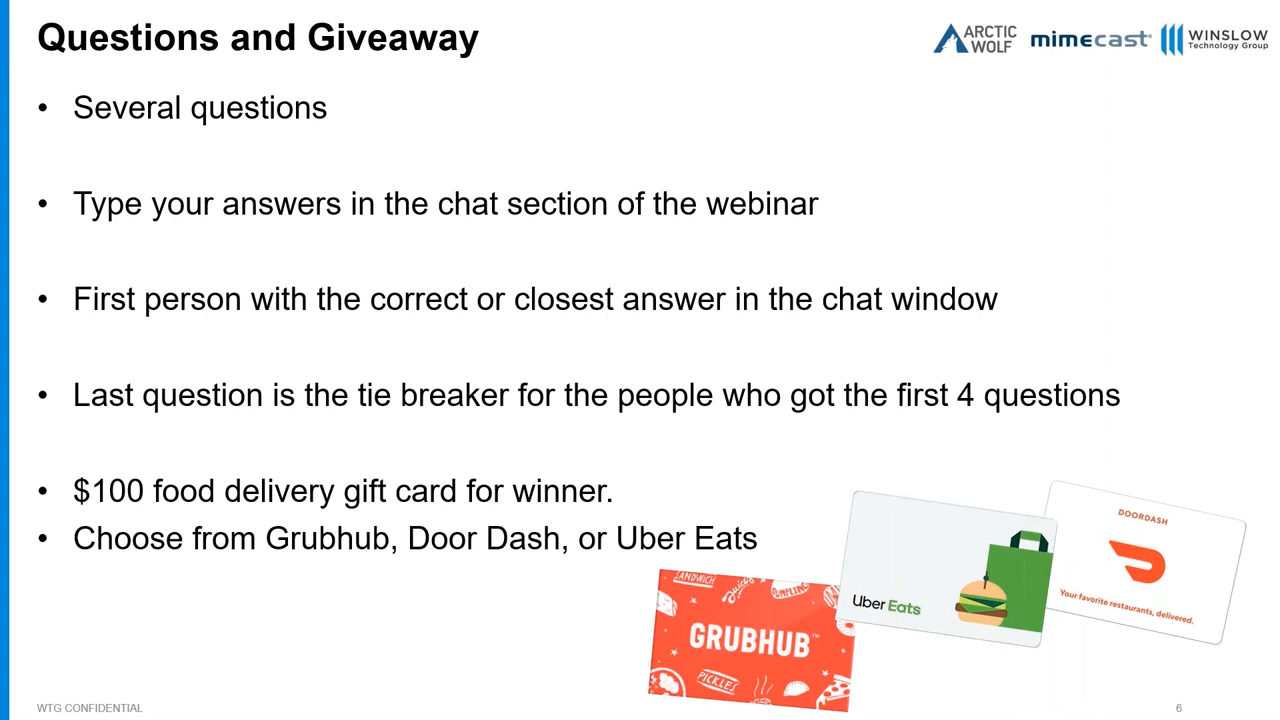 Questions and Giveaway
ARCTIC
WOLF
mimecast®
WINSLOW
Technology Group
• Several questions
• Type your answers in the chat section of the webinar
• First person with the correct or closest answer in the chat window
• Last question is the tie breaker for the people who got the first 4 questions
• $100 food delivery gift card for winner.
• Choose from Grubhub, Door Dash, or Uber Eats
DOORDASH
Your favorite restaurants, delivered.
Uber Eats
SANDWICH
Juicy
DUMPLING
GRUBHUB™
PICKLES
WTG CONFIDENTIAL
6